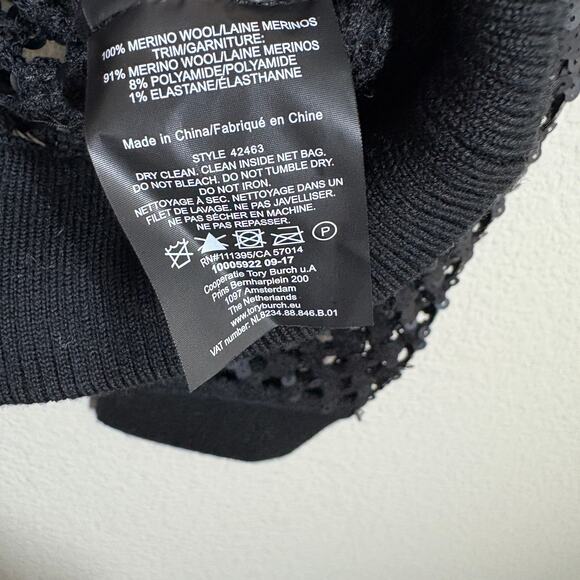 100% MERINO WOOL/LAINE MERINOS
TRIM/GARNITURE:
91% MERINO WOOL/LAINE MERINOS
8% POLYAMIDE/POLYAMIDE
1% ELASTANE/ELASTHANNE
Made in China/Fabriqué en Chine
STYLE 42463
DRY CLEAN. CLEAN INSIDE NET BAG.
DO NOT BLEACH. DO NOT TUMBLE DRY.
DO NOT IRON.
NETTOYAGE À SEC. NETTOYAGE DANS UN
FILET DE LAVAGE. NE PAS JAVELLISER.
NE PAS SÉCHER EN MACHINE.
NE PAS REPASSER.
P
RN#111395/CA 57014
10005922 09-17
Cooperatie Tory Burch u.A
Prins Bernharplein 200
1097 Amsterdam
The Netherlands
www.toryburch.eu
VAT number: NL8234.88.846.B.01